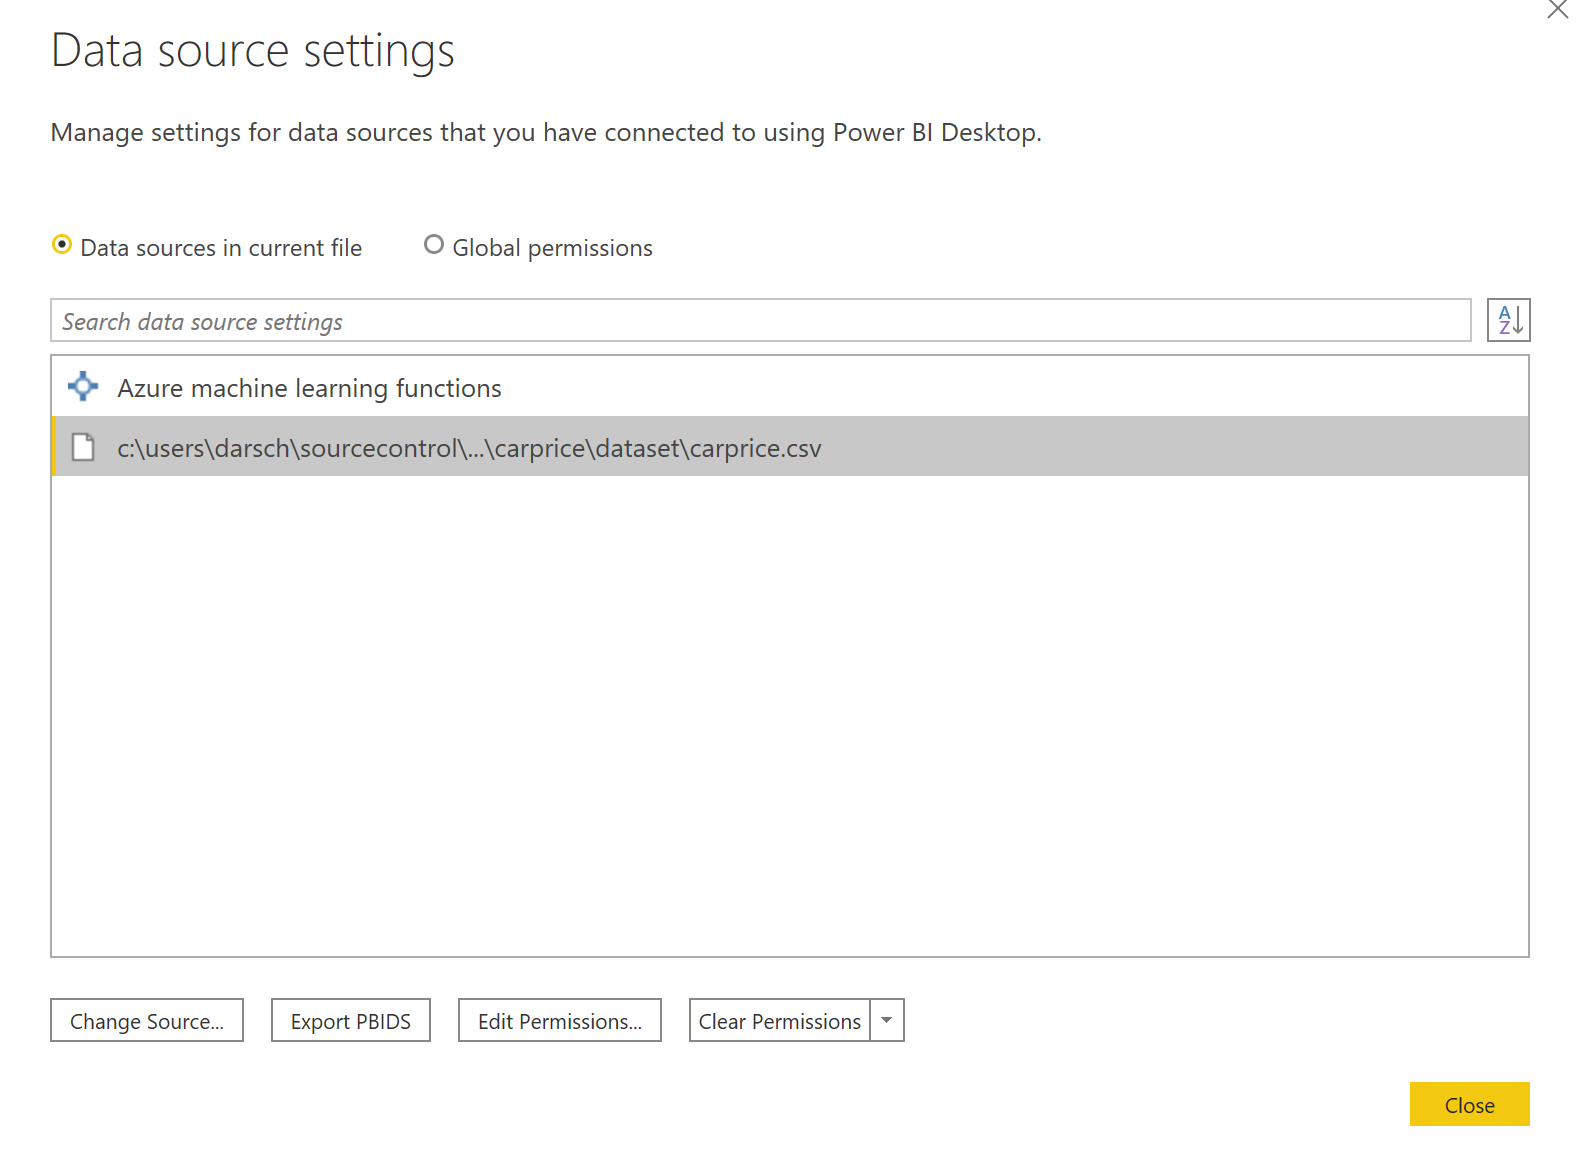 Data source settings
Manage settings for data sources that you have connected to using Power BI Desktop.
Data sources in current file Global permissions
Search data source settings
A
Z
Azure machine learning functions
c:\users\darsch\sourcecontrol\...\carprice\dataset\carprice.csv
Change Source... Export PBIDS Edit Permissions... Clear Permissions
Close